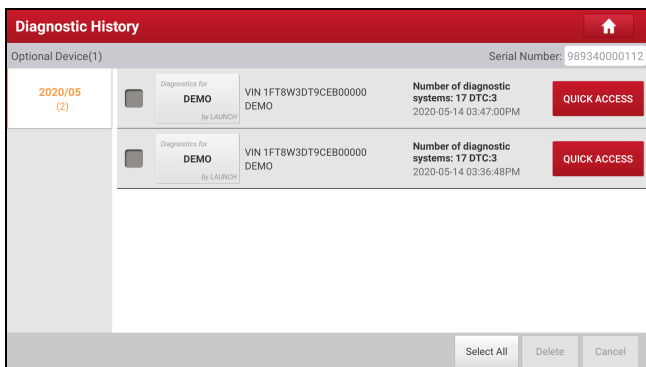 Diagnostic History
Optional Device(1)
Serial Number: 989340000112
2020/05
(2)
Diagnostics for
DEMO
by LAUNCH
VIN 1FT8W3DT9CEB00000
DEMO
Number of diagnostic
systems: 17 DTC:3
2020-05-14 03:47:00PM
QUICK ACCESS
Diagnostics for
DEMO
by LAUNCH
VIN 1FT8W3DT9CEB00000
DEMO
Number of diagnostic
systems: 17 DTC:3
2020-05-14 03:36:48PM
QUICK ACCESS
Select All
Delete
Cancel